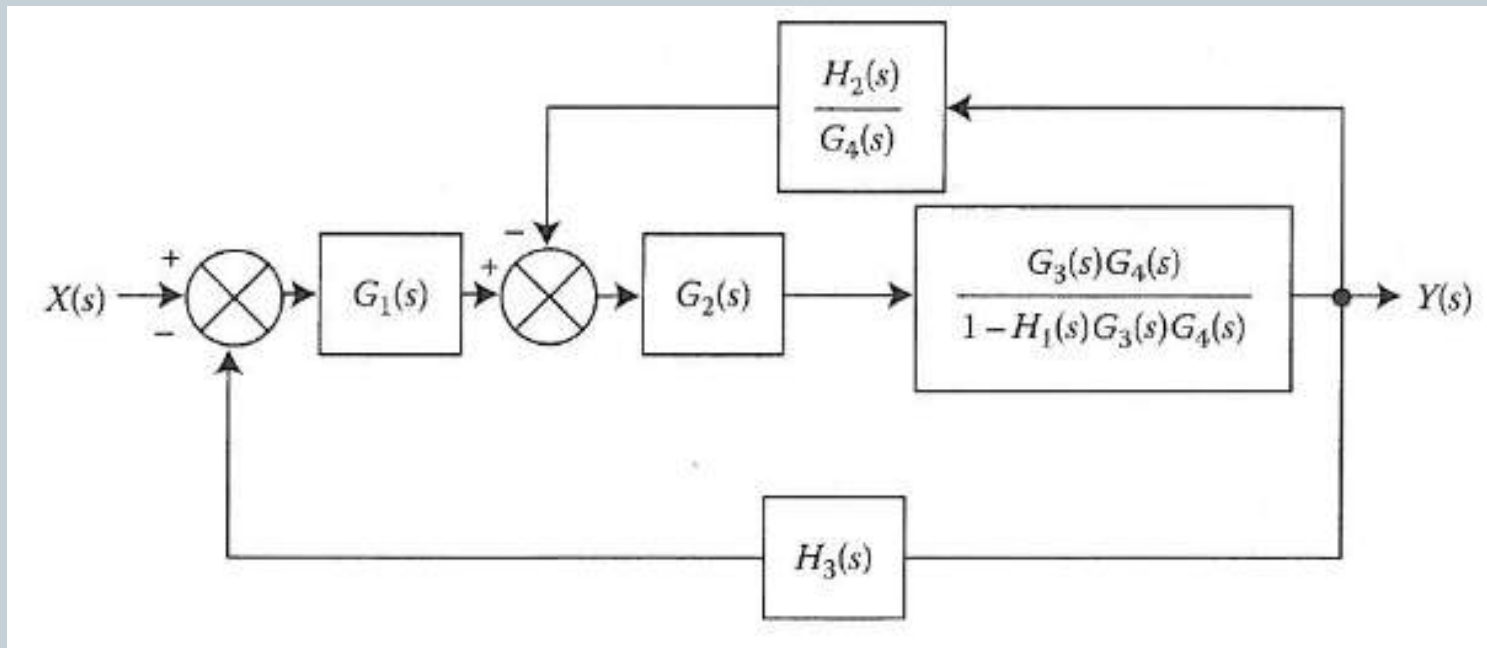 H₂(s)
G₄(s)
−
+
+
X(s)
−
G₁(s)
G₂(s)
G₃(s)G₄(s)
1 − H₁(s)G₃(s)G₄(s)
Y(s)
H₃(s)